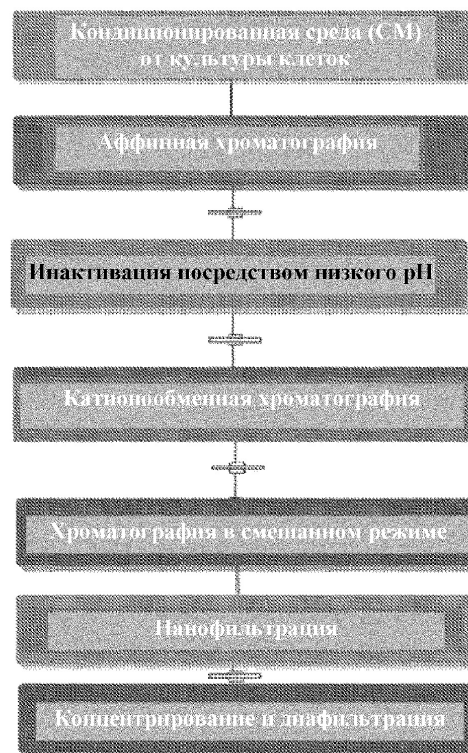 Кондиционированная среда (СМ)
от культуры клеток
Аффинная хроматография
Инактивация посредством низкого pH
Катионообменная хроматография
Хроматография в смешанном режиме
Нанофильтрация
Концентрирование и диафильтрация